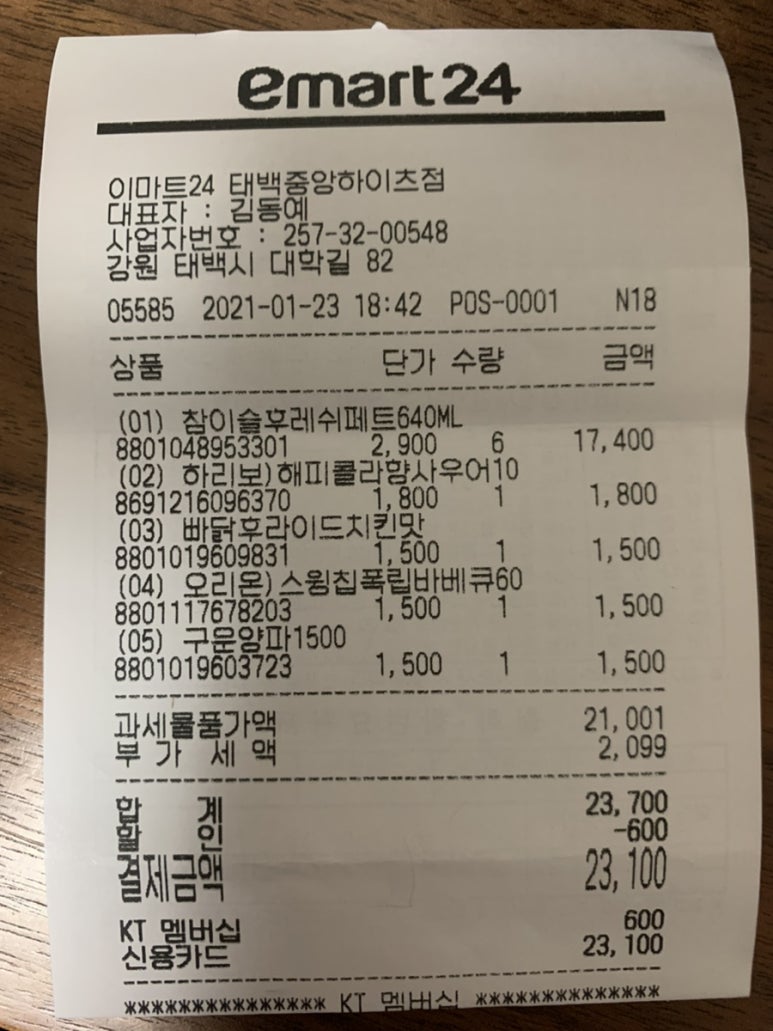 emart24
이마트24 태백중앙하이츠점
대표자 : 김동예
사업자번호 : 257-32-00548
강원 태백시 대학길 82
05585 2021-01-23 18:42 POS-0001 N18
상품 단가 수량 금액
(01) 참이슬후레쉬페트640ML
8801048953301 2,900 6 17,400
(02) 하리보)해피콜라향사우어10
8691216096370 1,800 1 1,800
(03) 빠닭후라이드치킨맛
8801019609831 1,500 1 1,500
(04) 오리온)스윙칩폭립바베큐60
8801117678203 1,500 1 1,500
(05) 구운양파1500
8801019603723 1,500 1 1,500
과세물품가액 21,001
부 가 세 액 2,099
합 계 23,700
할 인 -600
결제금액 23,100
KT 멤버십 600
신용카드 23,100
*************** KT 멤버십 **************